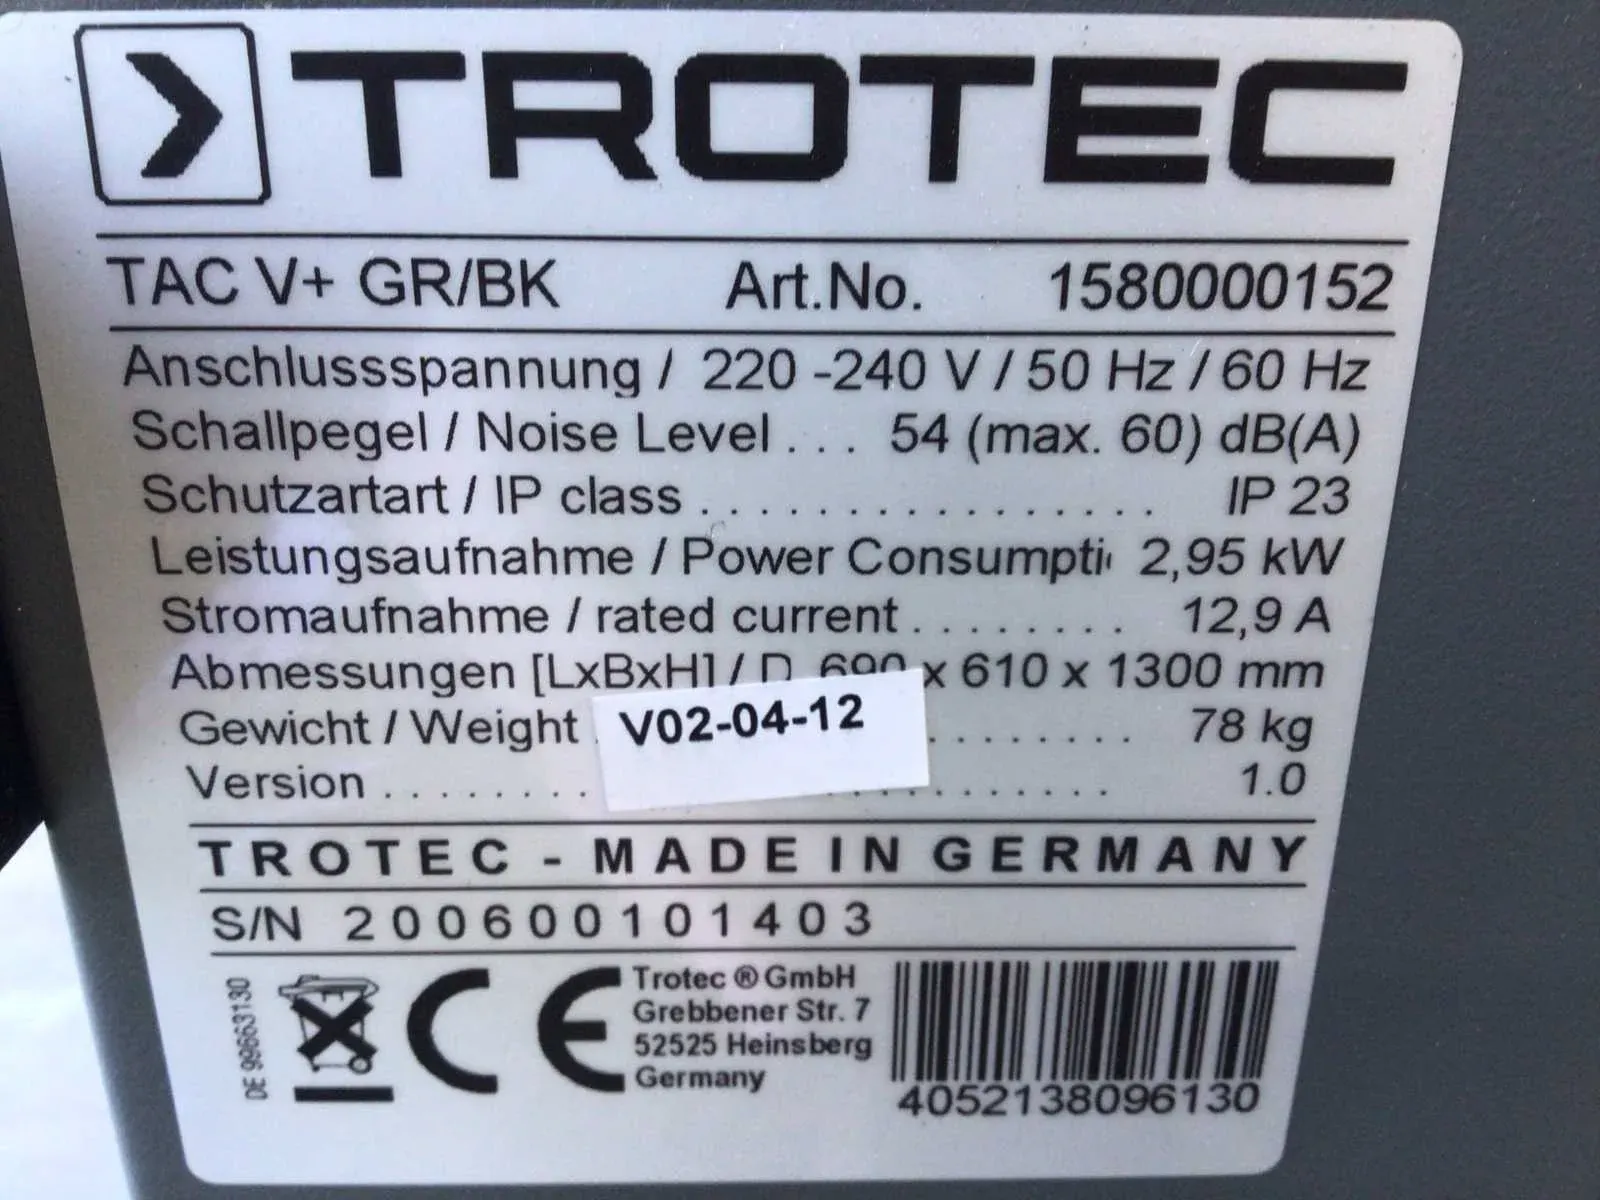 TROTEC
TAC V+ GR/BK Art.No. 1580000152
Anschlussspannung / 220 -240 V / 50 Hz / 60 Hz
Schallpegel / Noise Level . . . 54 (max. 60) dB(A)
Schutzartart / IP class . . . . . . . . . . . . . . . . IP 23
Leistungsaufnahme / Power Consumpti 2,95 kW
Stromaufnahme / rated current . . . . . . . . 12,9 A
Abmessungen [LxBxH] / D 690 x 610 x 1300 mm
Gewicht / Weight . . . . . . . . 78 kg
V02-04-12
Version . . . . . . . . . . . . . . . 1.0
TROTEC - MADE IN GERMANY
S/N 200600101403
DE 99663130
CE
Trotec ® GmbH
Grebbener Str. 7
52525 Heinsberg
Germany
4052138096130